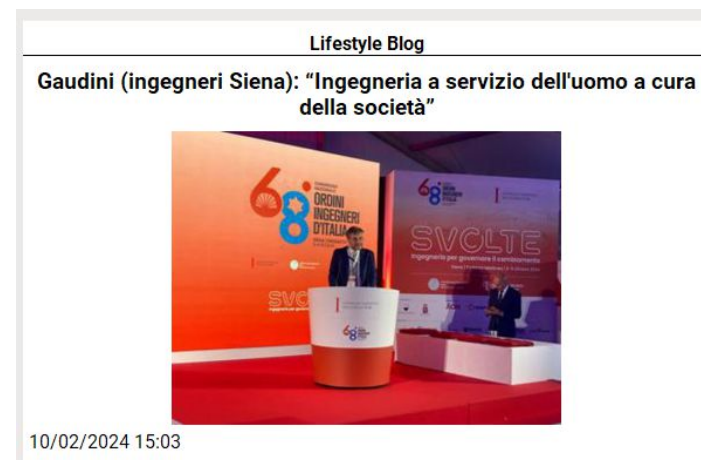 Lifestyle Blog
Gaudini (ingegneri Siena): “Ingegneria a servizio dell'uomo a cura
della società”
68°
ORDINI
INGEGNERI
D'ITALIA
SVOLTE
Ingegneria per governare il cambiamento
SVO
68
10/02/2024 15:03